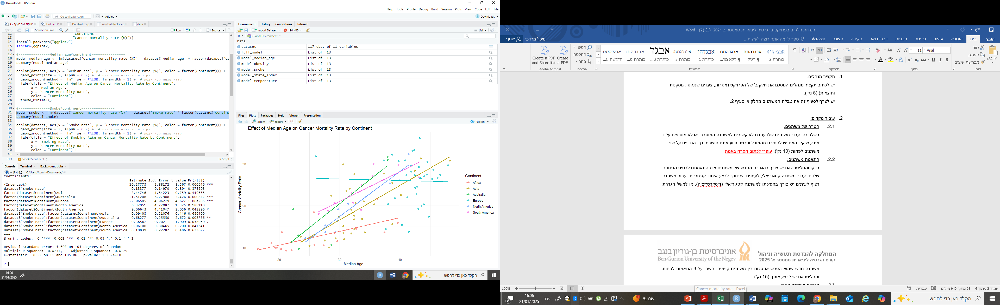 Downloads - RStudio
Help Tools Profile Debug Build Session Plots View Code Edit File
Go to file/function
Addins
Downloads
קוד של סעיף 4.2.R*
Untitled1*
DataNoExcep
newDataNoExcep
data
Source on Save
Run
Source
12 "Continent",
13 "Cancer mortality rate (%)")]
14 install.packages("ggplot2")
15 library(ggplot2)
16
17 #---------------Median age*continent----------------
18 model_median_age <- lm(dataset$`Cancer mortality rate (%)` ~ dataset$`Median age` * factor(dataset$`Cc
19 summary(model_median_age)
20
21 ggplot(dataset, aes(x = `Median age`, y = `Cancer mortality rate (%)`, color = factor(Continent))) +
22 geom_point(size = 2, alpha = 0.7) + # נקודות הנתונים המקוריים
23 geom_smooth(method = "lm", se = FALSE, linewidth = 1) + # קווי מגמה לפי יבשת
24 labs(title = "Effect of Median Age on Cancer Mortality Rate by Continent",
25 x = "Median Age",
26 y = "Cancer Mortality Rate",
27 color = "Continent") +
28 theme_minimal()
29
30 #---------------Smoke*continent----------------
31 model_smoke <- lm(dataset$`Cancer mortality rate (%)` ~ dataset$`Smoke rate` * factor(dataset$`Contine
32 summary(model_smoke)
33
34 ggplot(dataset, aes(x = `Smoke rate`, y = `Cancer mortality rate (%)`, color = factor(Continent))) +
35 geom_point(size = 2, alpha = 0.7) + # נקודות הנתונים המקוריים
36 geom_smooth(method = "lm", se = FALSE, linewidth = 1) + # קווי מגמה לפי יבשת
37 labs(title = "Effect of Smoking Rate on Cancer Mortality Rate by Continent",
38 x = "Smoking Rate",
39 y = "Cancer Mortality Rate",
40 color = "Continent") +
41
31:1 Smoke*continent R Script
Console Terminal Background Jobs
R 4.4.2 · C:/Users/Admin/Downloads/
Coefficients:
Estimate Std. Error t value Pr(>|t|)
(Intercept) 10.27773 2.88172 3.567 0.000546 ***
dataset$"Smoke rate" 0.13377 0.14970 0.894 0.373593
factor(dataset$Continent)Asia 3.44746 4.54223 0.759 0.449565
factor(dataset$Continent)Australia 21.51206 6.27988 3.426 0.000877 ***
factor(dataset$Continent)Europe 22.96505 4.96279 4.627 1.06e-05 ***
factor(dataset$Continent)North America 6.32051 4.77087 1.325 0.188110
factor(dataset$Continent)South America 9.06643 4.41047 2.056 0.042296 *
dataset$"Smoke rate":factor(dataset$Continent)Asia 0.09403 0.21076 0.446 0.656400
dataset$"Smoke rate":factor(dataset$Continent)Australia -0.68277 0.25550 -2.672 0.008736 **
dataset$"Smoke rate":factor(dataset$Continent)Europe -0.38587 0.20211 -1.909 0.058959 .
dataset$"Smoke rate":factor(dataset$Continent)North America 0.06106 0.30465 0.200 0.841541
dataset$"Smoke rate":factor(dataset$Continent)South America 0.10839 0.22282 0.486 0.627677
---
Signif. codes: 0 ‘***’ 0.001 ‘**’ 0.01 ‘*’ 0.05 ‘.’ 0.1 ‘ ’ 1
Residual standard error: 5.607 on 105 degrees of freedom
Multiple R-squared: 0.4731, Adjusted R-squared: 0.4179
F-statistic: 8.57 on 11 and 105 DF, p-value: 1.237e-10
>
Environment History Connections Tutorial
Import Dataset 190 MiB List
R Global Environment
Data
dataset 117 obs. of 11 variables
full_model List of 13
model_median_age List of 13
model_obesity List of 13
model_smoke List of 13
model_state_index List of 13
model_temperature List of 13
Files Plots Packages Help Viewer Presentation
Zoom Export Publish
Effect of Median Age on Cancer Mortality Rate by Continent
Cancer Mortality Rate
30
20
10
20 30 40
Median Age
Continent
Africa
Asia
Australia
Europe
North America
South America
16:06
21/01/2025
הקלד כאן כדי לחפש
הנחיות חלק ב בפרויקט ברגרסיה ליניארית סמסטר ב 2024 (1) (2) - Word
קובץ בית הוספה עיצוב פריסה הפניות דברי דואר סקירה תצוגה Acrobat ספר לי מה אתה רוצה לעשות...
מיכל מרדכי שתף
הדבק
גזור
העתק
מברשת עיצוב
לוח
Arial 11
גופן
פיסקה
אבגדהוזי כותרת 2
אבגדהוזח ¶ רגיל
אבגדהוזח ¶ ללא מר...
אבגדהו כותרת 1
אבגדהוזח: כותרת 3
אבגד כותרת ט...
אבגדהוז כותרת מ...
אבגדהוזח הדגשה ע...
סגנונות
חפש
החלפה
בחר
עריכה
Create a PDF
and Share link
Create
a PDF
Adobe Acrobat
1. תקציר מנהלים:
יש לכתוב תקציר מנהלים המסכם את חלק ב' של הפרויקט (מטרות, צעדים שננקטו, מסקנות
ותוצאות) (5 נק').
יש לצרף לסעיף זה את טבלת המשתנים מחלק א' סעיף 2.
2. עיבוד מקדים:
2.1. הסרה של משתנים:
בשלב זה, עבור משתנים שלדעתכם לא קשורים למשתנה המוסבר, או לא מוסיפים עליו
מידע שיקלו האם יש להסירם מהמודל ופרטו מדוע אתם חושבים כך. התדיינו על שני
משתנים לפחות (10 נק'). עופרי לכתוב הסרה באמת
2.2. התאמת משתנים:
בדקו והחליטו האם יש צורך בהגדרה מחדש של משתנים או בהתאמתם לבסיס הנתונים
שלכם. עבור משתנה קטגוריאלי, לעיתים יש צורך לבצע איחוד קטגוריות. עבור משתנה
רציף לעיתים יש צורך בהפיכתו למשתנה קטגוריאלי (דיסקרטיזציה), או למשל הגדרת
אוניברסיטת בן-גוריון בנגב
Ben-Gurion University of the Negev
המחלקה להנדסת תעשיה וניהול
קורס רגרסיה ליניארית סמסטר א' 2025
משתנה חדש שהוא הפרש או סכום בין משתנים קיימים. חשבו על 3 התאמות לפחות
והחליטו אם יש לבצע אותן. (15 נק')
עמוד 2 מתוך 4 68 מתוך 940 מילים עברית
Cancer mortality rate - Excel
100%
16:06
21/01/2025
עבר
שמשי
הקלד כאן כדי לחפש